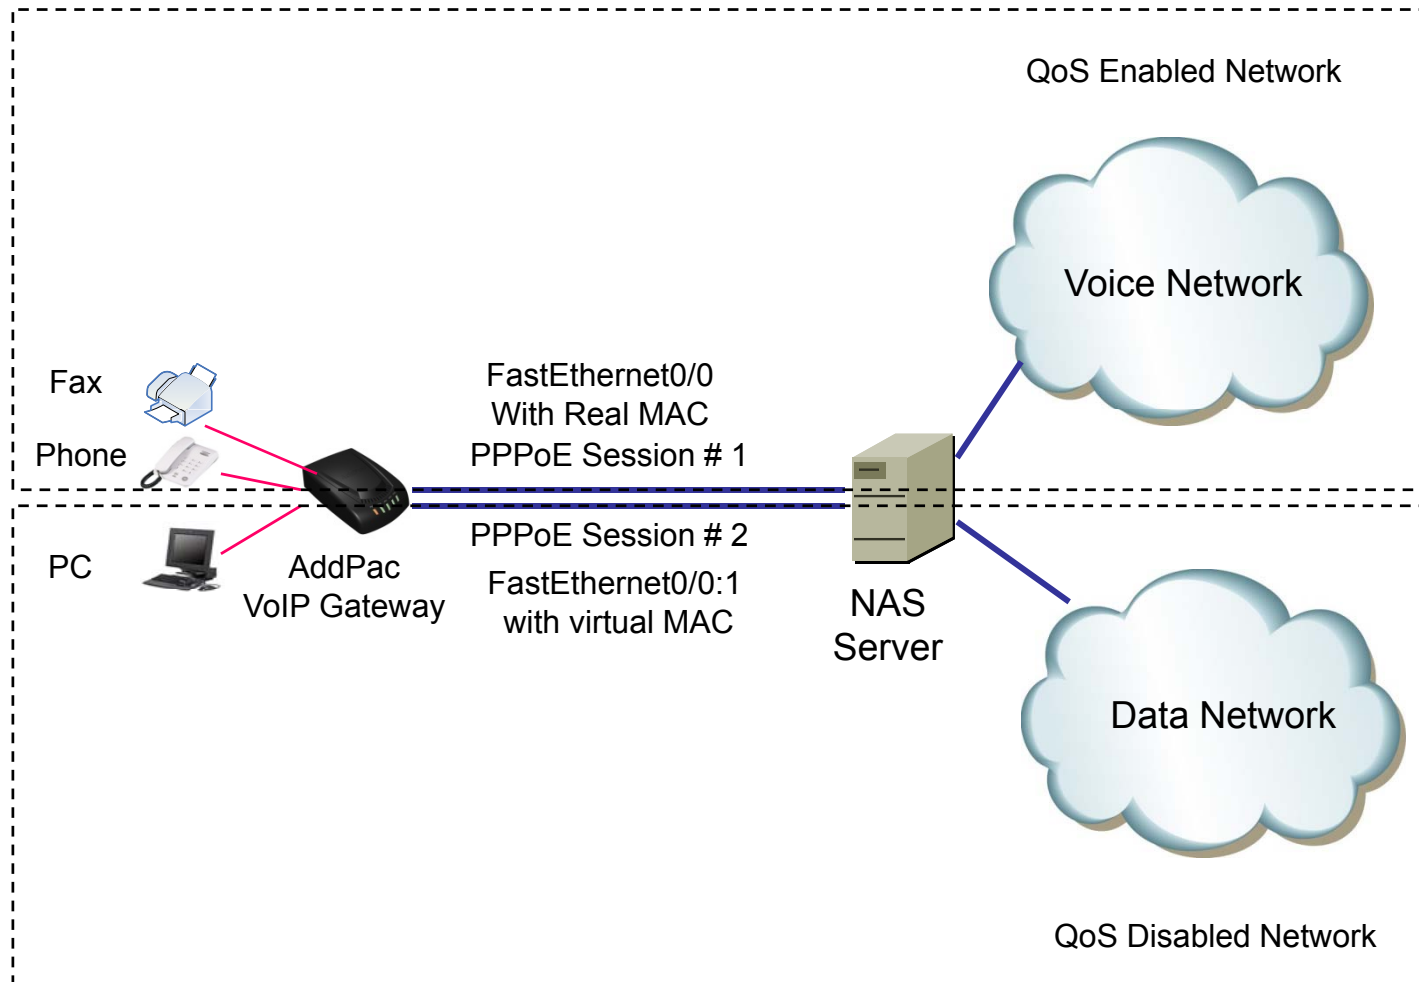 QoS Enabled Network
Voice Network
Fax
Phone
FastEthernet0/0
With Real MAC
PPPoE Session # 1
PC
AddPac
VoIP Gateway
PPPoE Session # 2
FastEthernet0/0:1
with virtual MAC
NAS
Server
Data Network
QoS Disabled Network